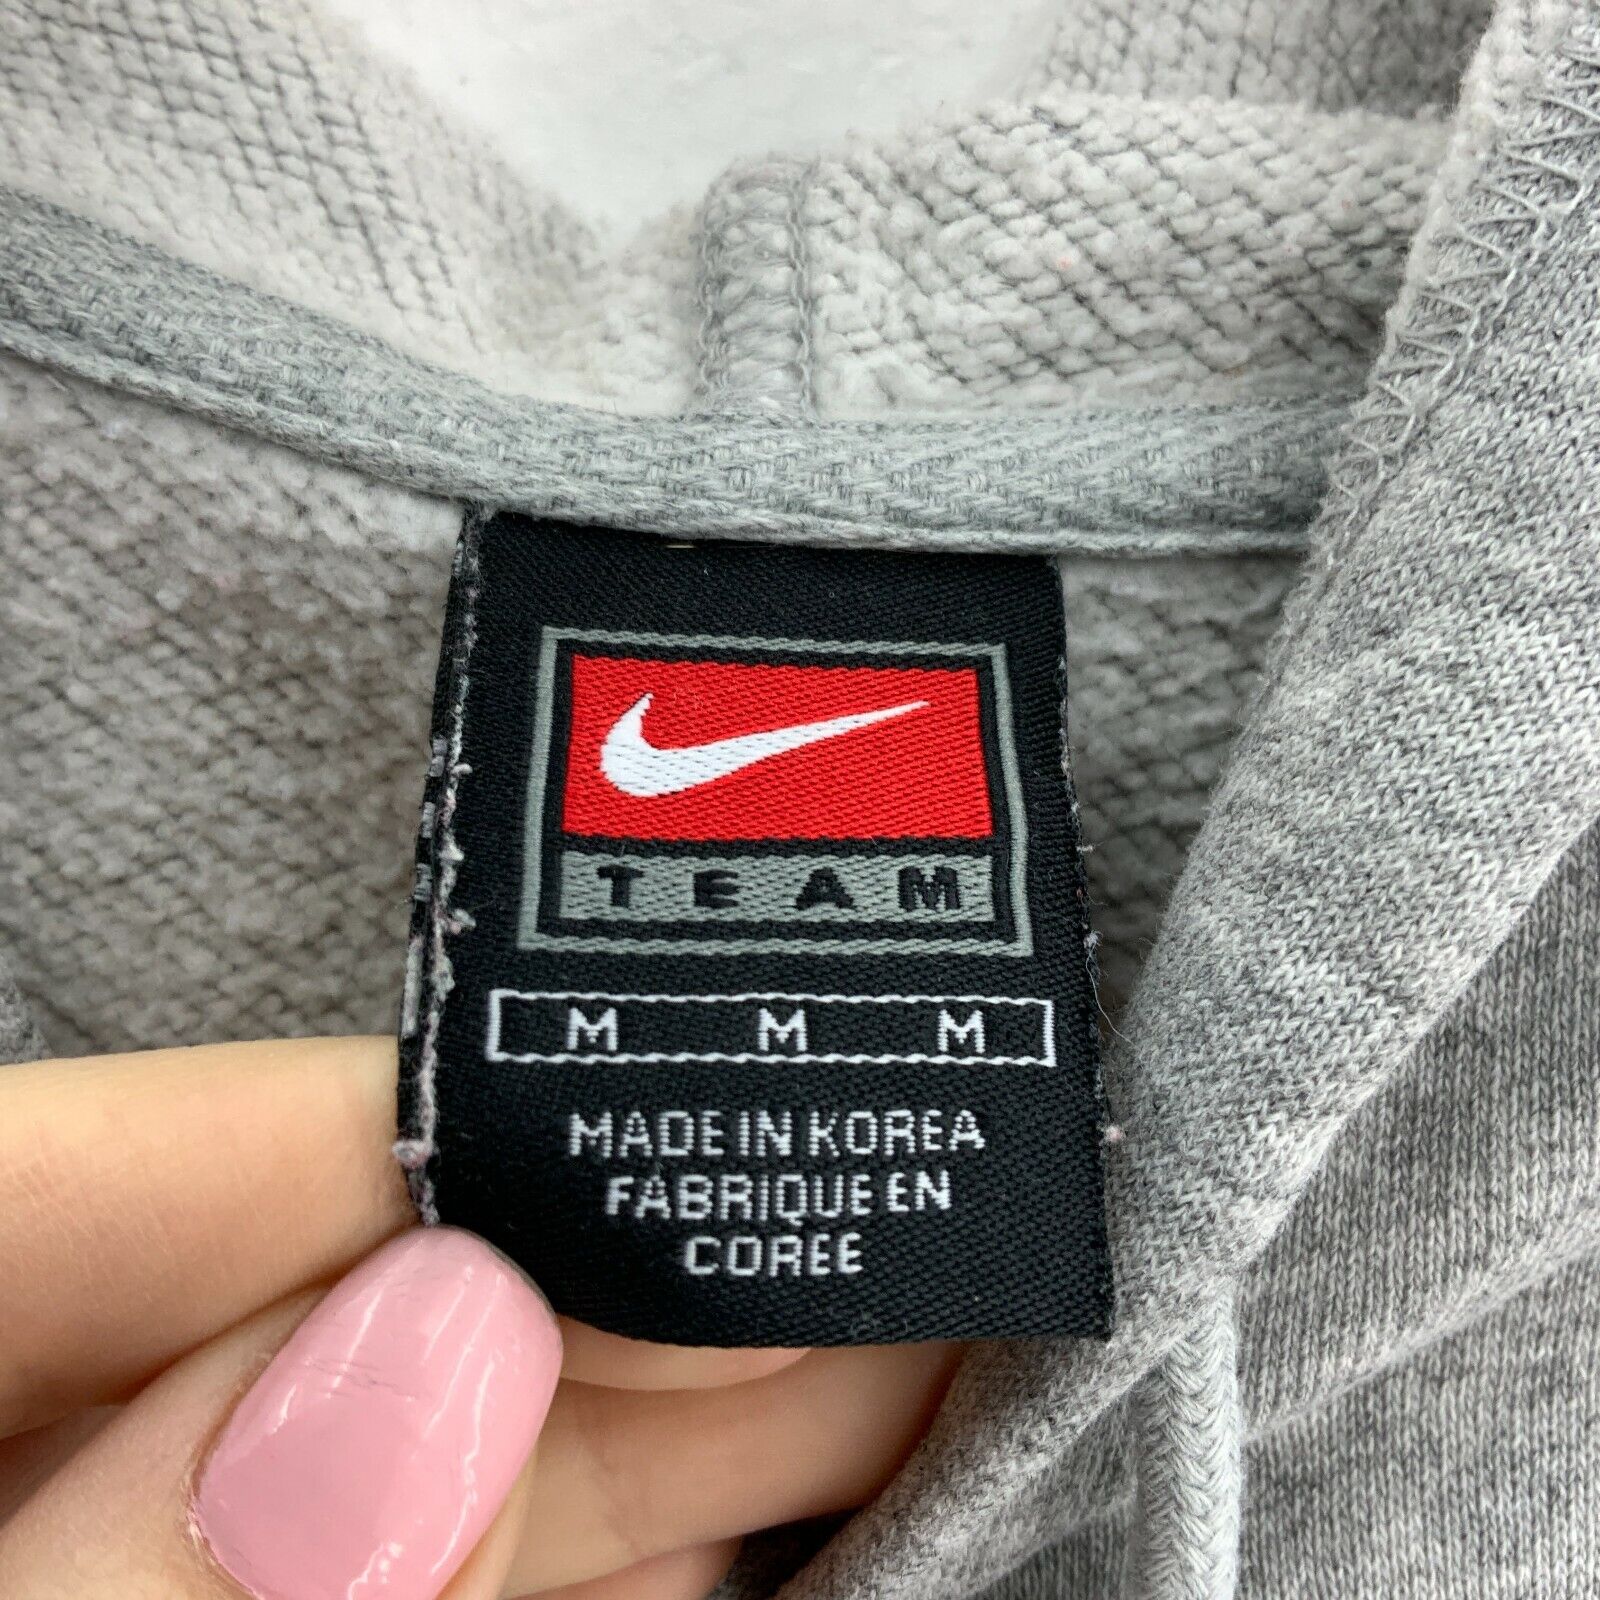 TEAM
M M M
MADE IN KOREA
FABRIQUE EN
COREE